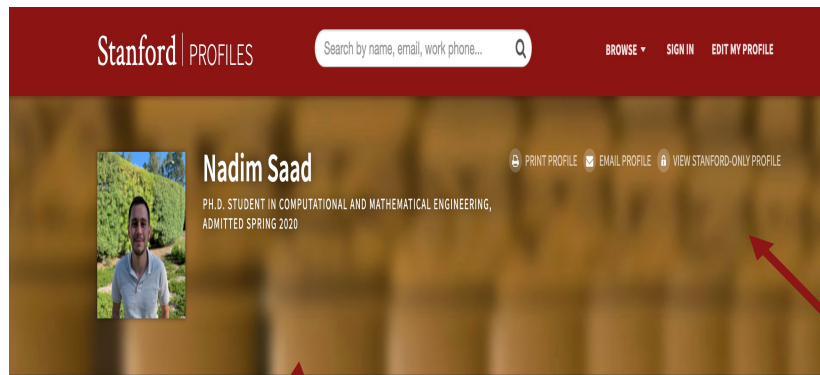 Stanford PROFILES
Search by name, email, work phone...
BROWSE SIGN IN EDIT MY PROFILE
Nadim Saad
PH.D. STUDENT IN COMPUTATIONAL AND MATHEMATICAL ENGINEERING,
ADMITTED SPRING 2020
PRINT PROFILE EMAIL PROFILE VIEW STANFORD-ONLY PROFILE